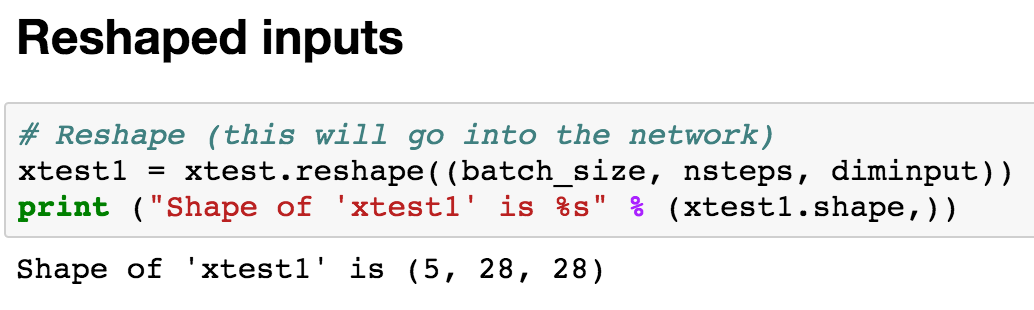 Reshaped inputs
# Reshape (this will go into the network)
xtest1 = xtest.reshape((batch_size, nsteps, diminput))
print ("Shape of 'xtest1' is %s" % (xtest1.shape,))
Shape of 'xtest1' is (5, 28, 28)